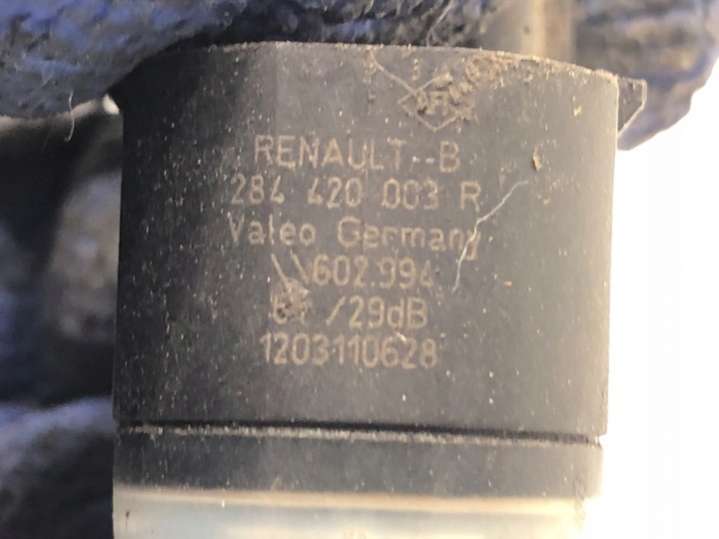 RENAULT--B
284 420 003 R
Valeo Germany
602.994
/29dB
1203110628